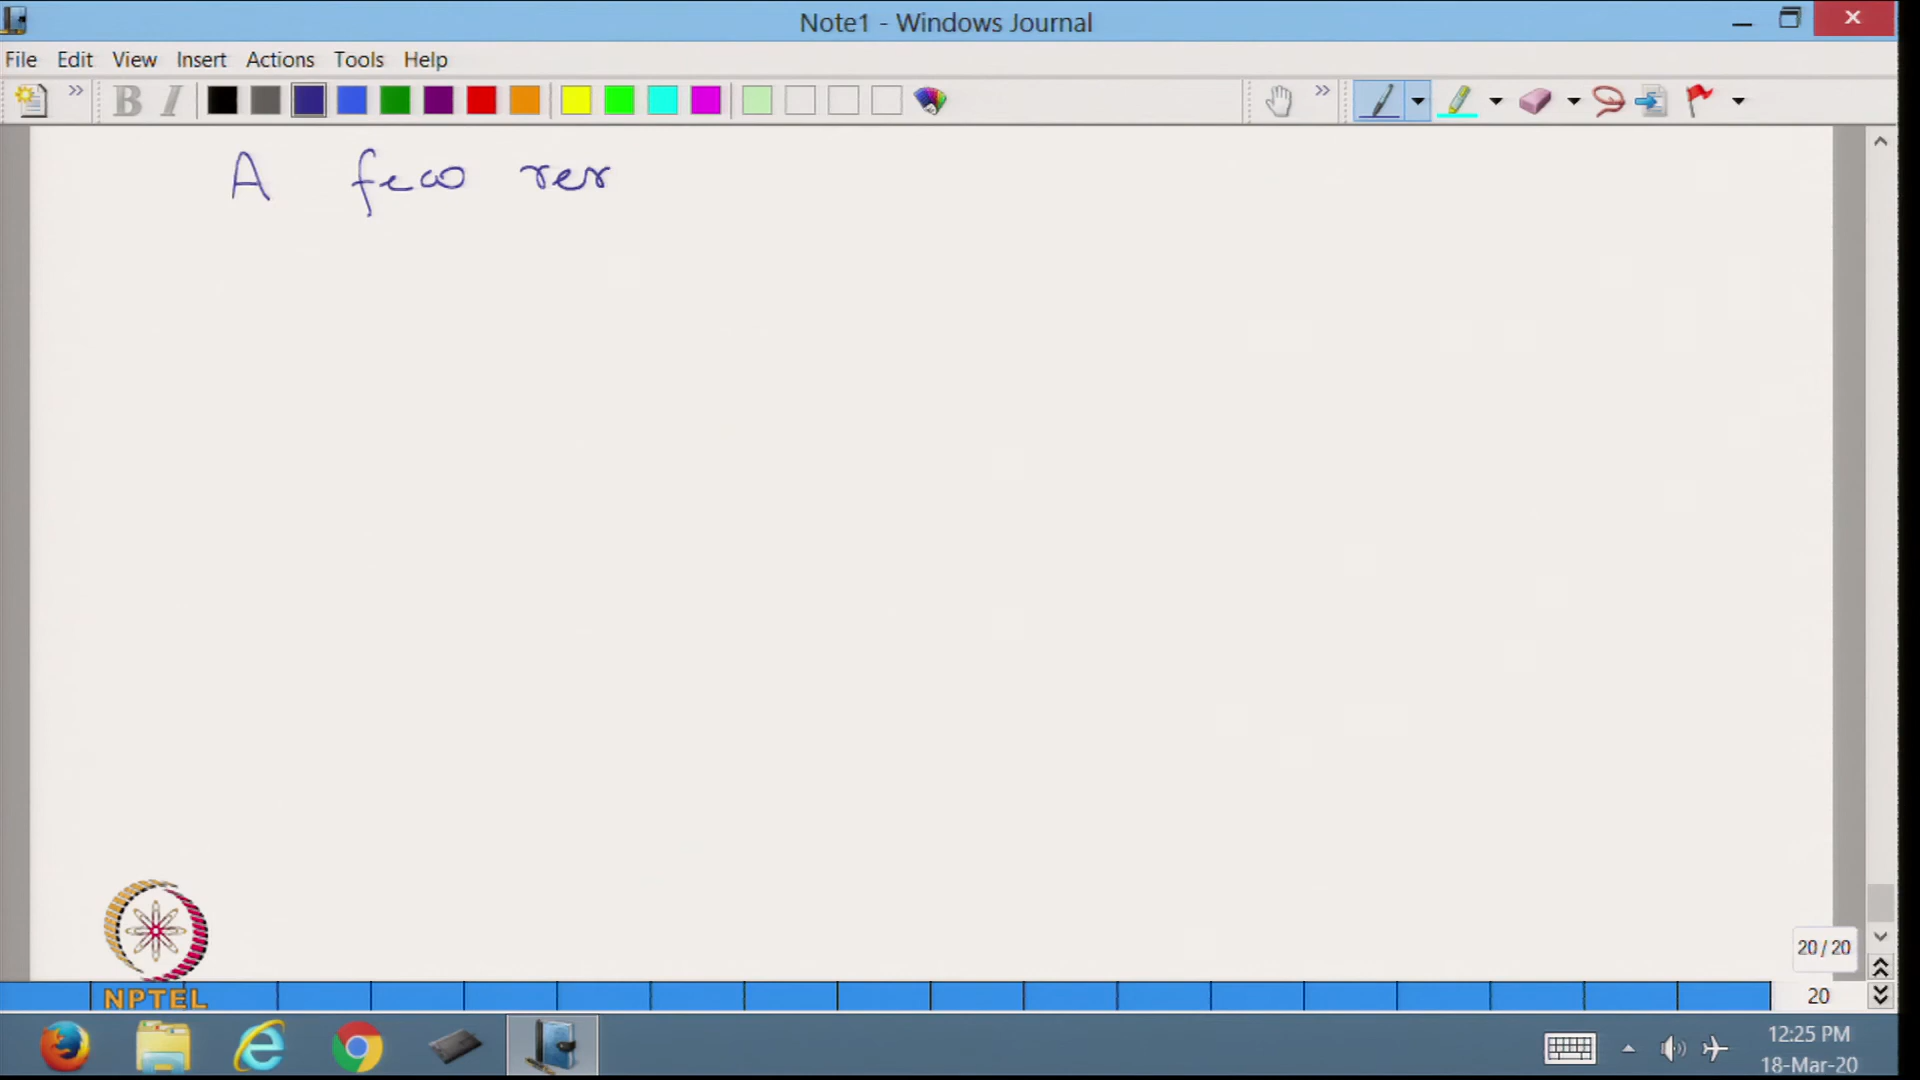 Note1 - Windows Journal
File Edit View Insert Actions Tools Help
B I
A few rer
20 / 20
20
NPTEL
12:25 PM
18-Mar-20